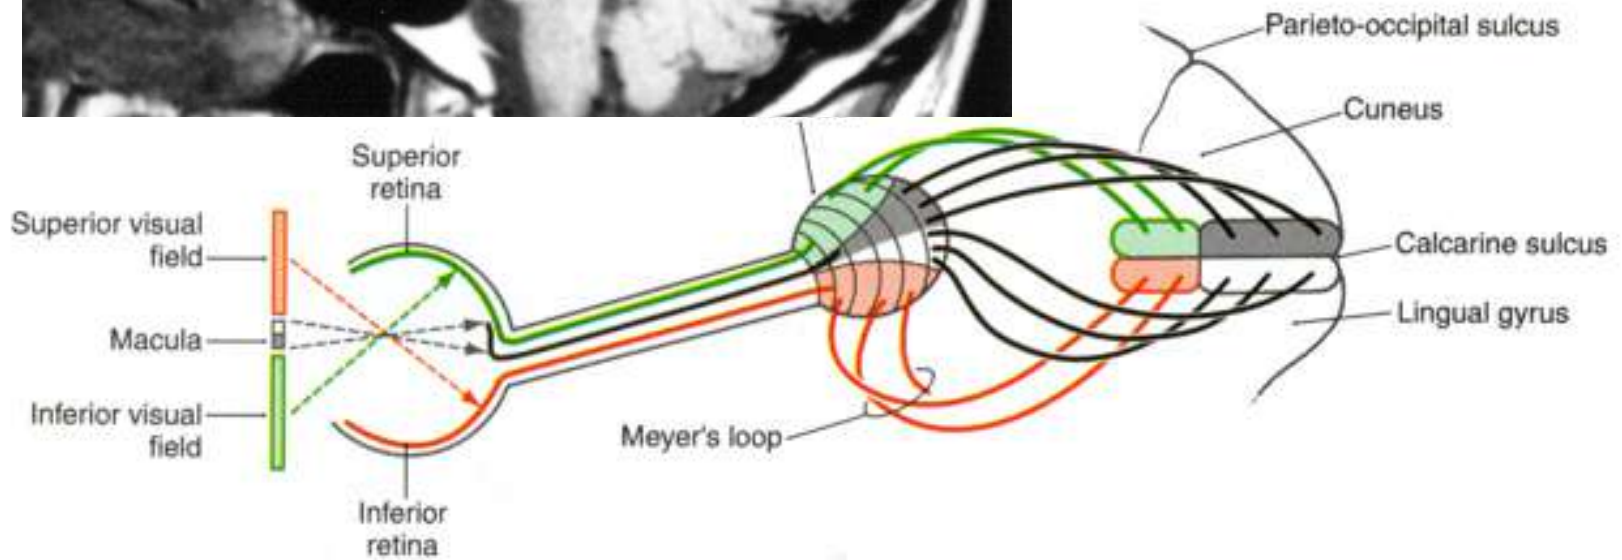 Parieto-occipital sulcus
Cuneus
Superior
retina
Superior visual
field
Calcarine sulcus
Macula
Lingual gyrus
Inferior visual
field
Meyer's loop
Inferior
retina